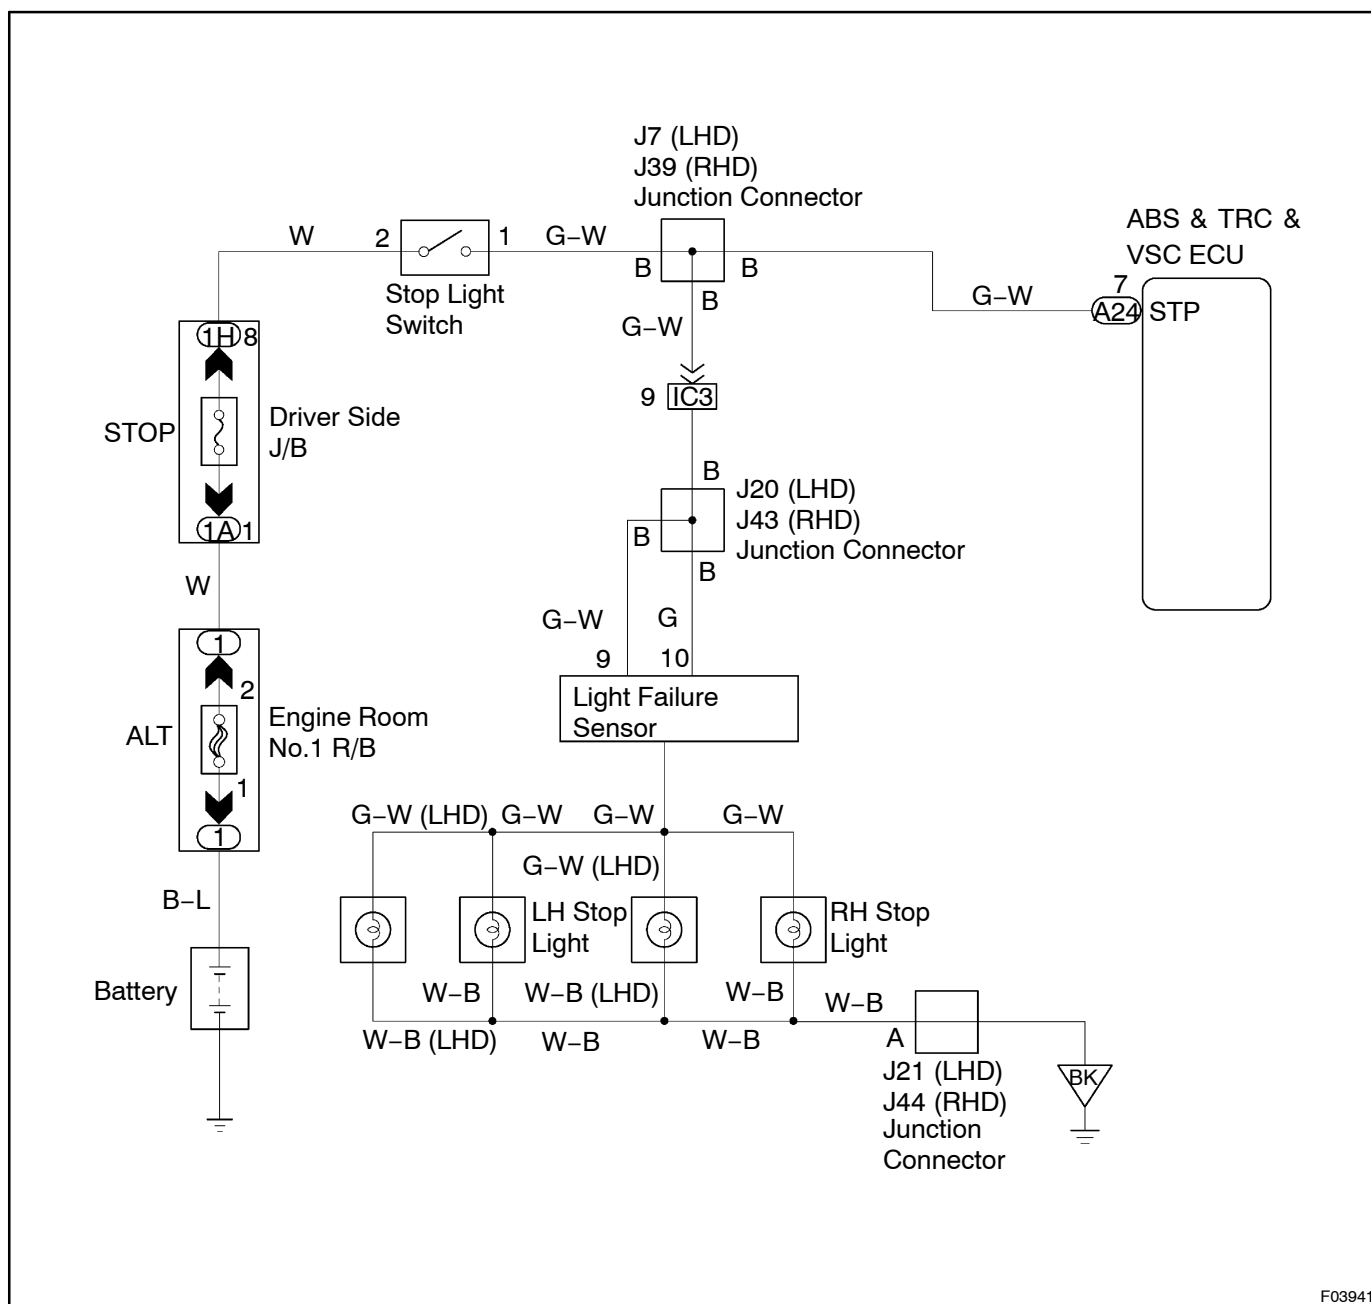 J7 (LHD)
J39 (RHD)
Junction Connector
ABS & TRC &
VSC ECU
W
2
1
G−W
B
B
B
Stop Light
Switch
G−W
7
A24
STP
G−W
1H
8
9
IC3
STOP
Driver Side
J/B
B
J20 (LHD)
J43 (RHD)
Junction Connector
B
B
1A
1
W
G−W
G
9
10
1
2
Light Failure
Sensor
ALT
Engine Room
No.1 R/B
1
1
G−W (LHD)
G−W
G−W
G−W
G−W (LHD)
B−L
LH Stop
Light
RH Stop
Light
Battery
W−B
W−B (LHD)
W−B
W−B
W−B (LHD)
W−B
W−B
A
J21 (LHD)
J44 (RHD)
Junction
Connector
BK
F03941